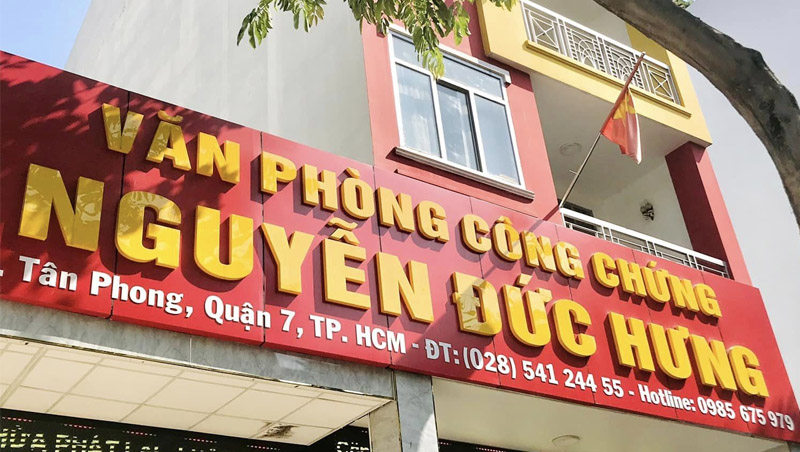 VĂN PHÒNG CÔNG CHỨNG
NGUYỄN ĐỨC HƯNG
. Tân Phong, Quận 7, TP. HCM - ĐT: (028) 541 244 55 - Hotline: 0985 675 979